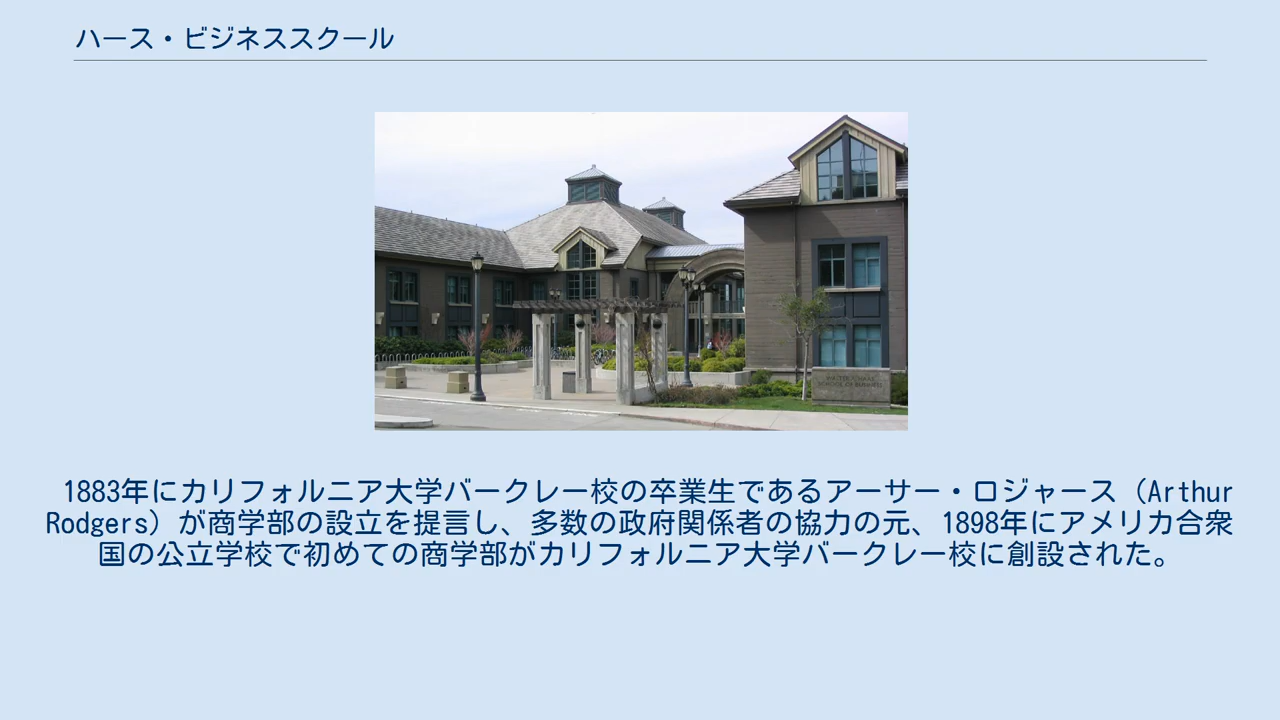 ハース・ビジネススクール
WALTER A. HAAS
SCHOOL OF BUSINESS
1883年にカリフォルニア大学バークレー校の卒業生であるアーサー・ロジャース（Arthur
Rodgers）が商学部の設立を提言し、多数の政府関係者の協力の元、1898年にアメリカ合衆
国の公立学校で初めての商学部がカリフォルニア大学バークレー校に創設された。